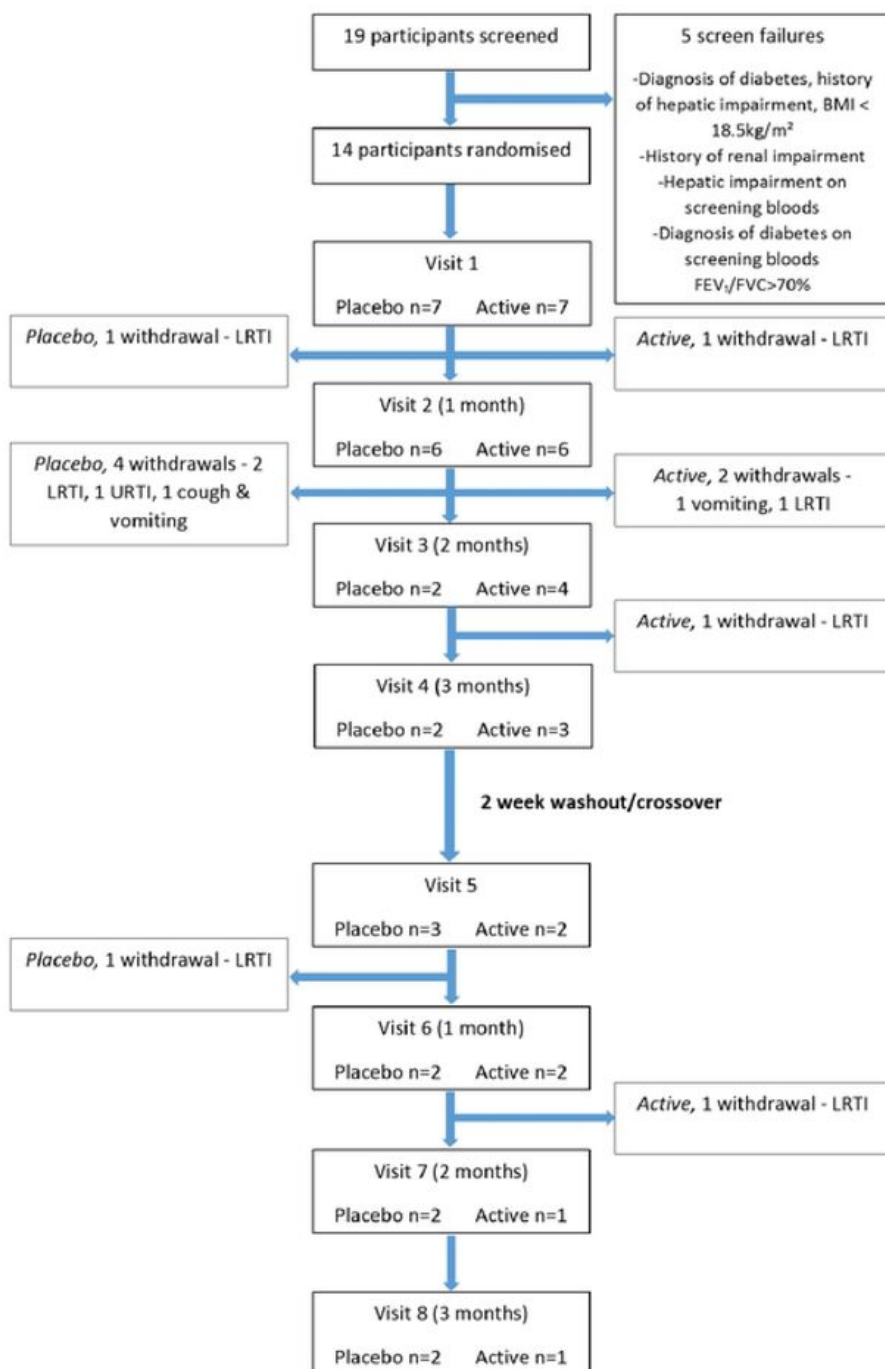 19 participants screened
5 screen failures
-Diagnosis of diabetes, history
of hepatic impairment, BMI <
18.5kg/m²
-History of renal impairment
-Hepatic impairment on
screening bloods
-Diagnosis of diabetes on
screening bloods
FEV₁/FVC>70%
14 participants randomised
Visit 1
Placebo n=7 Active n=7
Placebo, 1 withdrawal - LRTI
Active, 1 withdrawal - LRTI
Visit 2 (1 month)
Placebo n=6 Active n=6
Placebo, 4 withdrawals - 2
LRTI, 1 URTI, 1 cough &
vomiting
Active, 2 withdrawals -
1 vomiting, 1 LRTI
Visit 3 (2 months)
Placebo n=2 Active n=4
Active, 1 withdrawal - LRTI
Visit 4 (3 months)
Placebo n=2 Active n=3
2 week washout/crossover
Visit 5
Placebo n=3 Active n=2
Placebo, 1 withdrawal - LRTI
Visit 6 (1 month)
Placebo n=2 Active n=2
Active, 1 withdrawal - LRTI
Visit 7 (2 months)
Placebo n=2 Active n=1
Visit 8 (3 months)
Placebo n=2 Active n=1